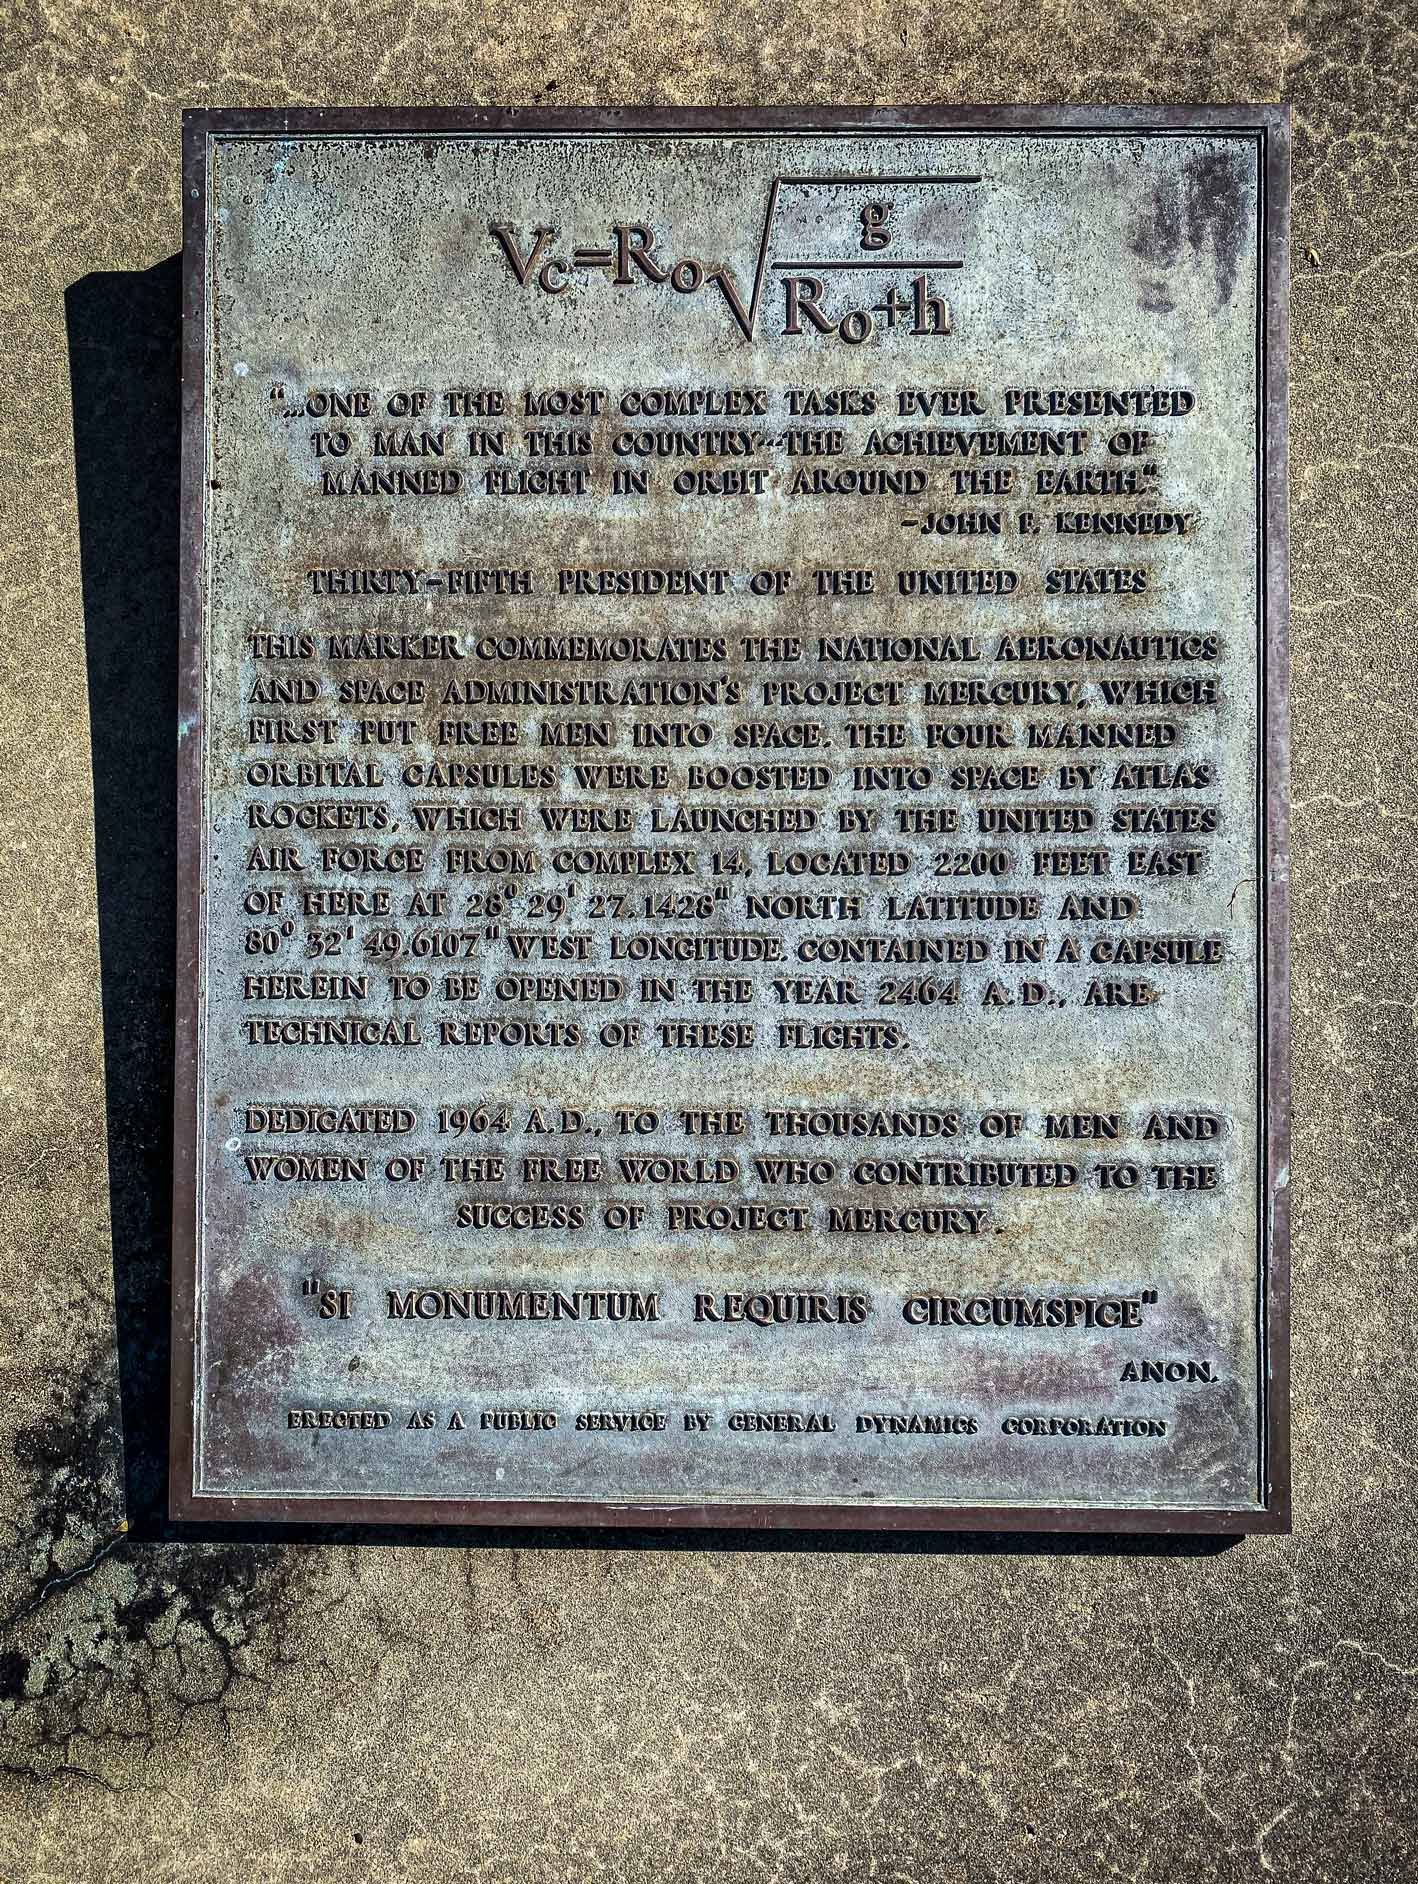 Vc=Ro√(g/(Ro+h))
"...ONE OF THE MOST COMPLEX TASKS EVER PRESENTED
TO MAN IN THIS COUNTRY--THE ACHIEVEMENT OF
MANNED FLIGHT IN ORBIT AROUND THE EARTH."
-JOHN F. KENNEDY
THIRTY-FIFTH PRESIDENT OF THE UNITED STATES
THIS MARKER COMMEMORATES THE NATIONAL AERONAUTICS
AND SPACE ADMINISTRATION'S PROJECT MERCURY, WHICH
FIRST PUT FREE MEN INTO SPACE. THE FOUR MANNED
ORBITAL CAPSULES WERE BOOSTED INTO SPACE BY ATLAS
ROCKETS, WHICH WERE LAUNCHED BY THE UNITED STATES
AIR FORCE FROM COMPLEX 14, LOCATED 2200 FEET EAST
OF HERE AT 28° 29' 27.1428" NORTH LATITUDE AND
80° 32' 49.6107" WEST LONGITUDE. CONTAINED IN A CAPSULE
HEREIN TO BE OPENED IN THE YEAR 2464 A.D., ARE
TECHNICAL REPORTS OF THESE FLIGHTS.
DEDICATED 1964 A.D., TO THE THOUSANDS OF MEN AND
WOMEN OF THE FREE WORLD WHO CONTRIBUTED TO THE
SUCCESS OF PROJECT MERCURY.
"SI MONUMENTUM REQUIRIS CIRCUMSPICE"
ANON.
ERECTED AS A PUBLIC SERVICE BY GENERAL DYNAMICS CORPORATION